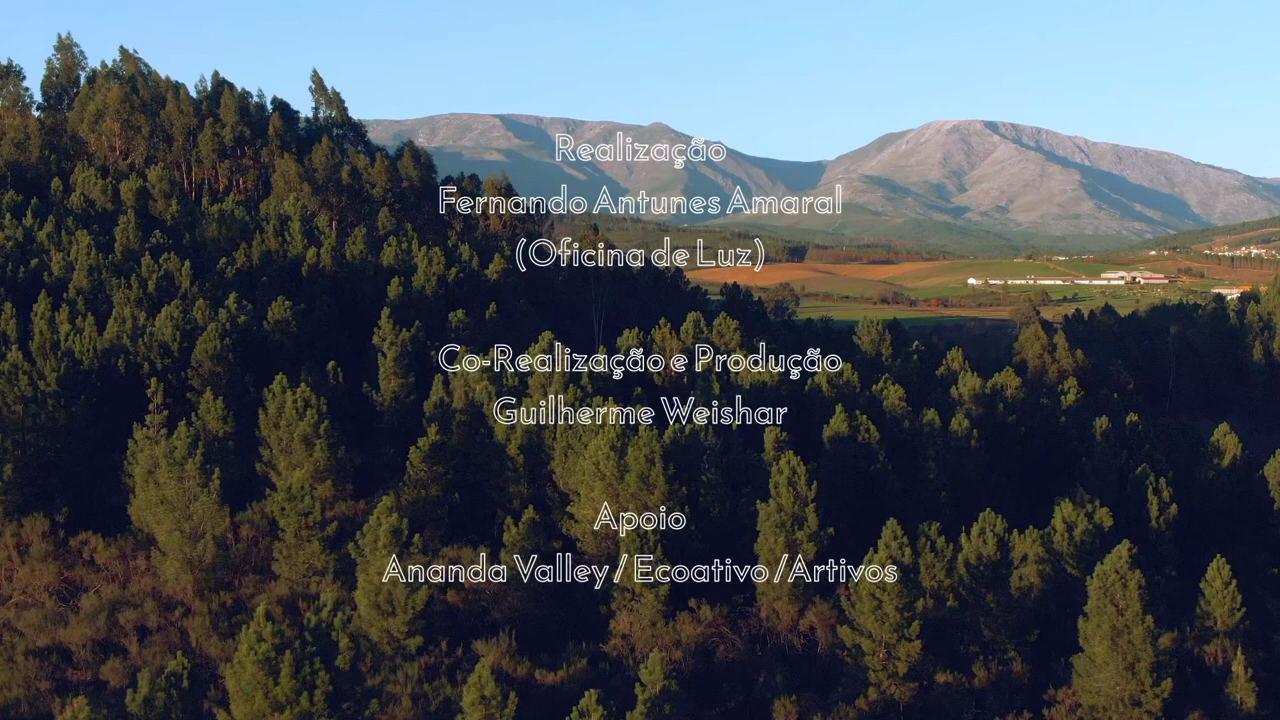 Realização
Fernando Antunes Amaral
(Oficina de Luz)
Co-Realização e Produção
Guilherme Weishar
Apoio
Ananda Valley / Ecoativo /Artivos